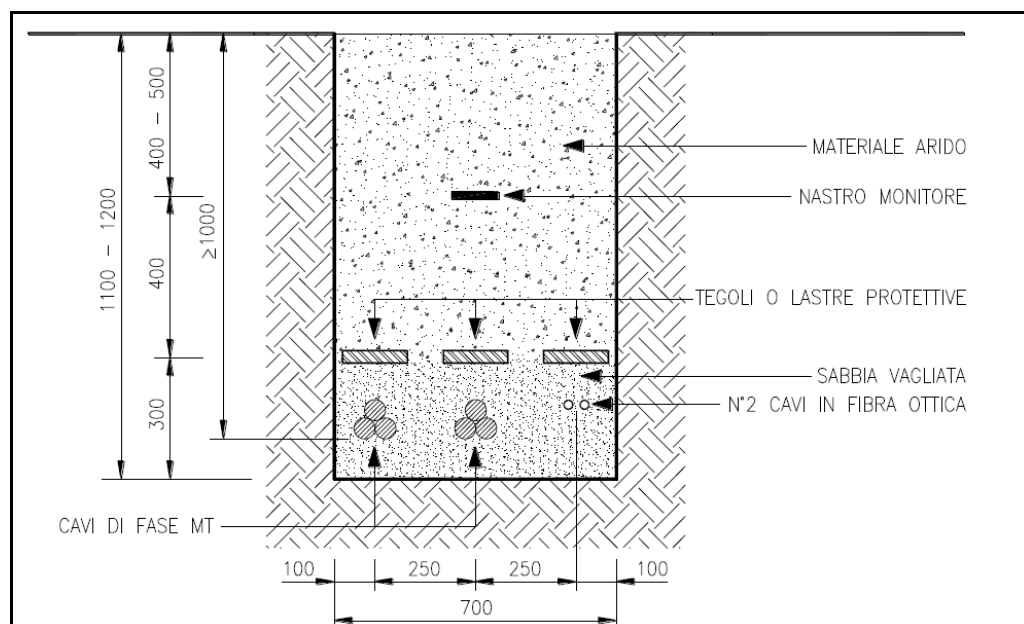 400 - 500
1100 - 1200
≥1000
400
300
MATERIALE ARIDO
NASTRO MONITORE
TEGOLI O LASTRE PROTETTIVE
SABBIA VAGLIATA
N°2 CAVI IN FIBRA OTTICA
CAVI DI FASE MT
100
250
250
100
700